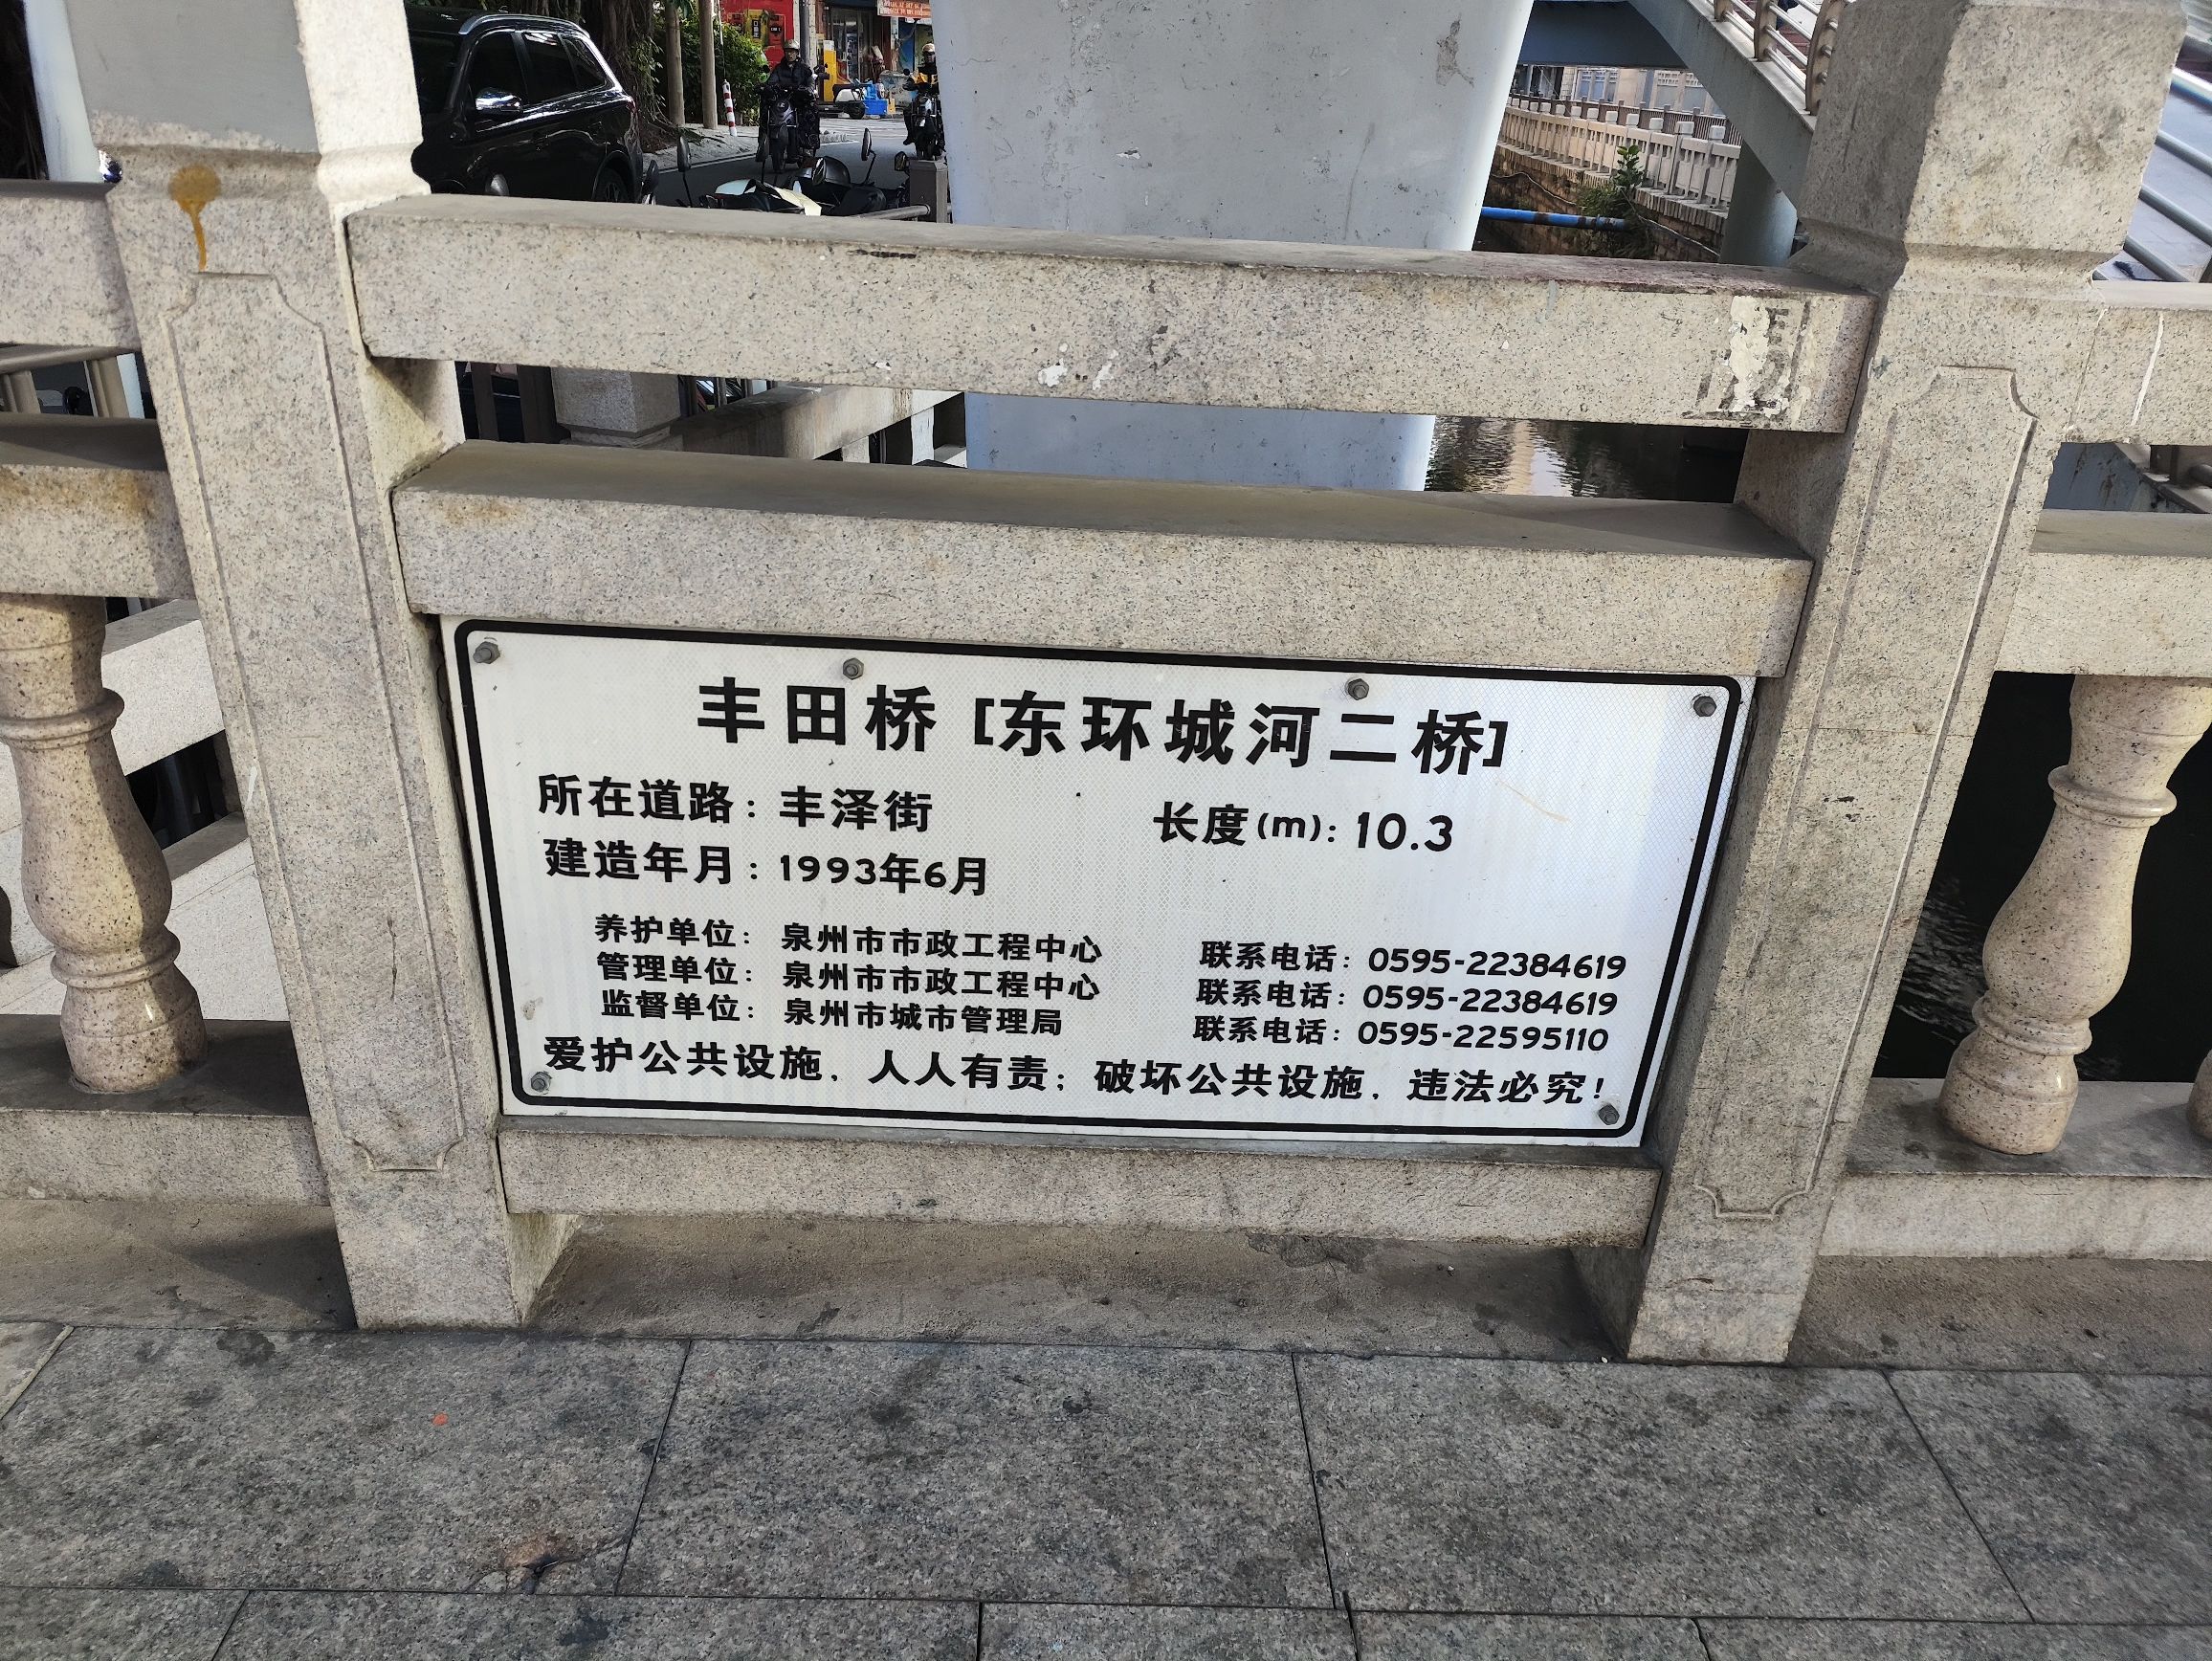 丰田桥 [东环城河二桥]
所在道路：丰泽街 长度(m)：10.3
建造年月：1993年6月
养护单位：泉州市市政工程中心 联系电话：0595-22384619
管理单位：泉州市市政工程中心 联系电话：0595-22384619
监督单位：泉州市城市管理局 联系电话：0595-22595110
爱护公共设施，人人有责；破坏公共设施，违法必究！